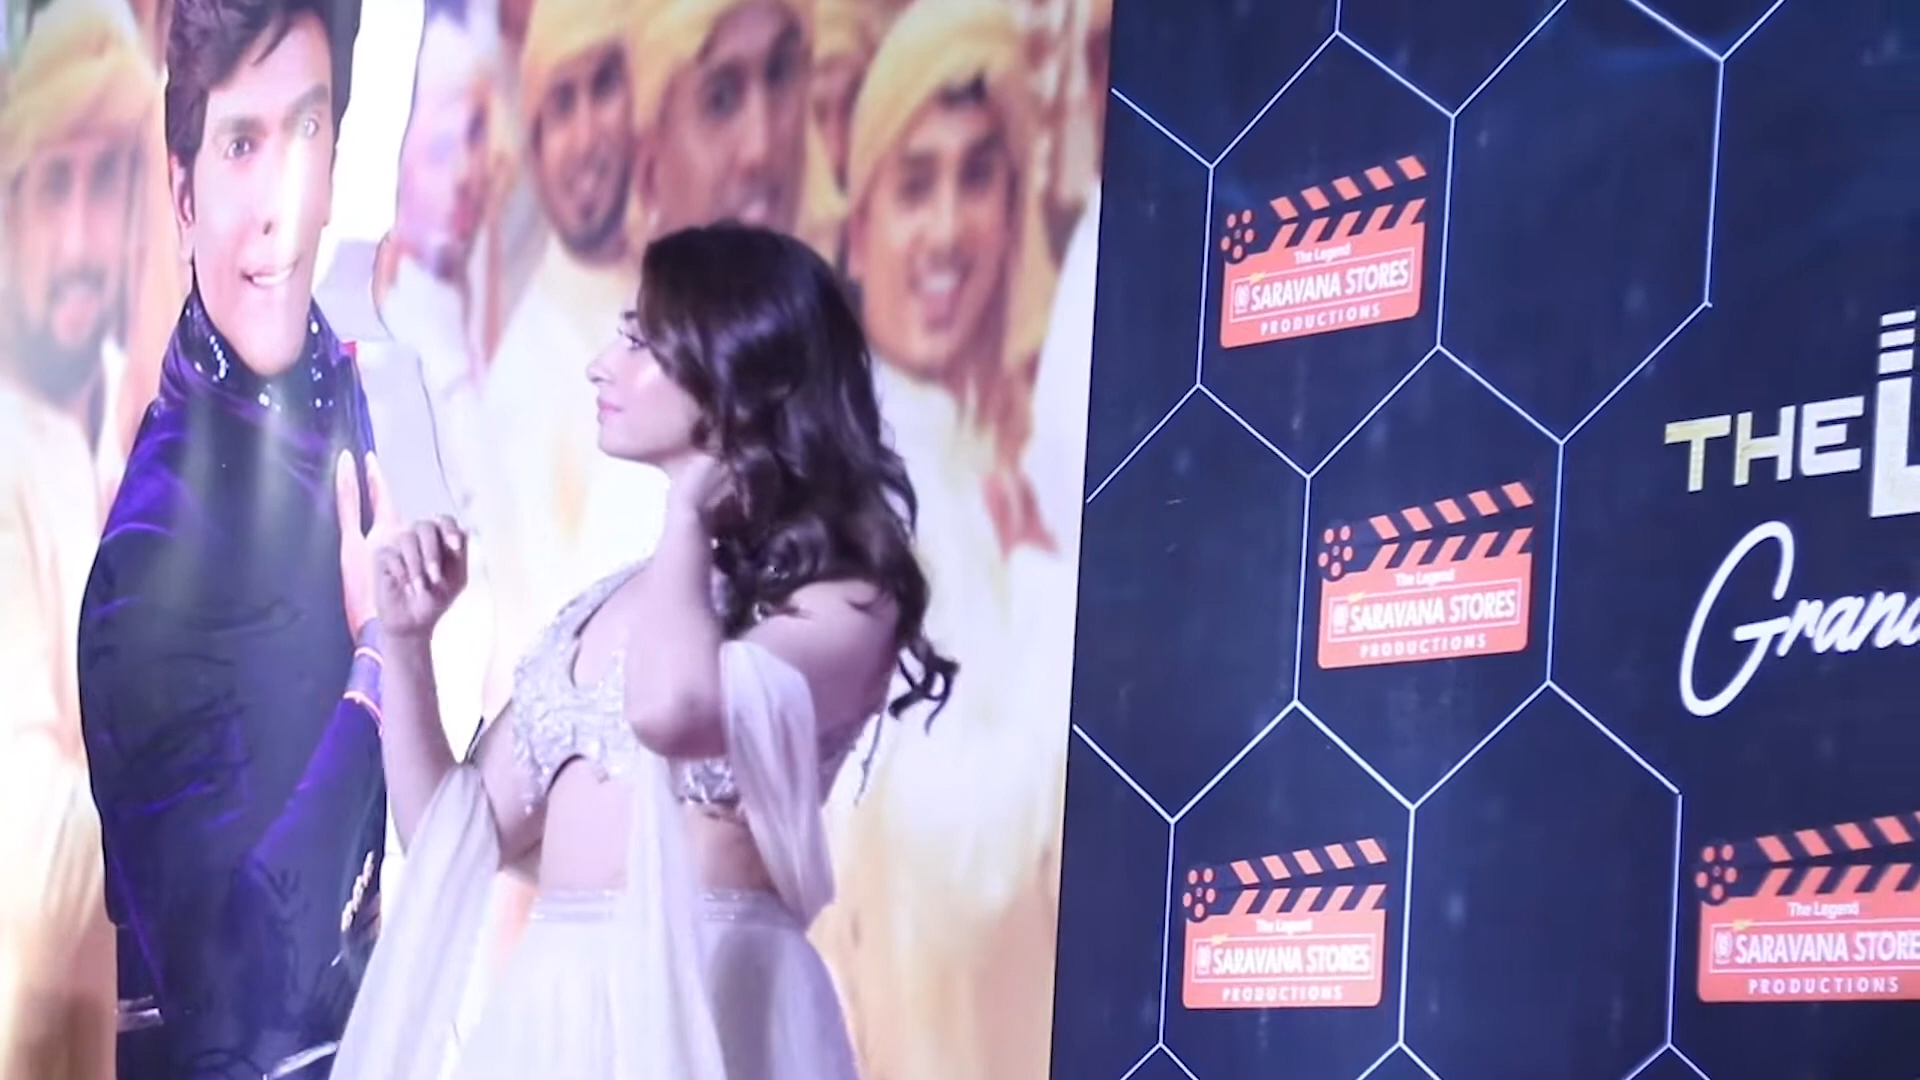 The Legend
SARAVANA STORES
PRODUCTIONS
The Legend
SARAVANA STORES
PRODUCTIONS
The Legend
SARAVANA STORES
PRODUCTIONS
The Legend
SARAVANA STORE
PRODUCTIONS
THE L
Grand